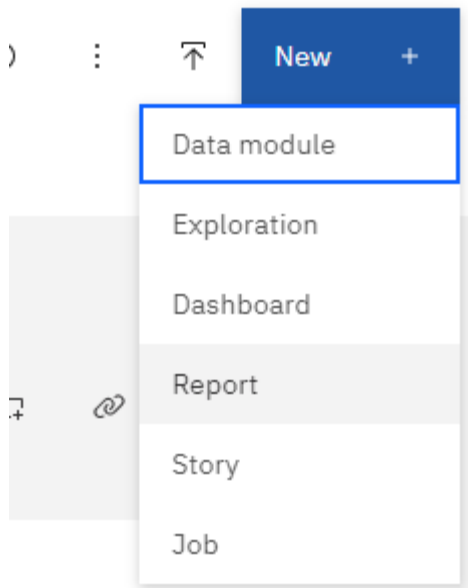 New +
Data module
Exploration
Dashboard
Report
Story
Job